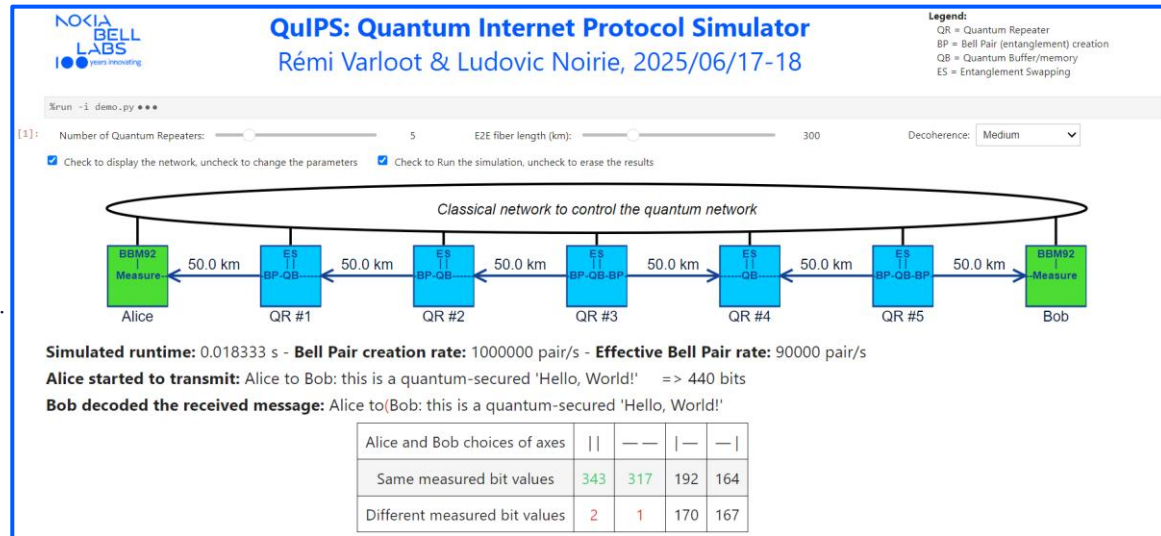 NOKIA
BELL
LABS
100 years innovating
QuIPS: Quantum Internet Protocol Simulator
Rémi Varloot & Ludovic Noirie, 2025/06/17-18
Legend:
QR = Quantum Repeater
BP = Bell Pair (entanglement) creation
QB = Quantum Buffer/memory
ES = Entanglement Swapping
%run -i demo.py •••
[1]:
Number of Quantum Repeaters: 5 E2E fiber length (km): 300 Decoherence: Medium
Check to display the network, uncheck to change the parameters Check to Run the simulation, uncheck to erase the results
Classical network to control the quantum network
BBM92 ES ES ES ES ES BBM92
50.0 km 50.0 km 50.0 km 50.0 km 50.0 km 50.0 km
Measure-- BP-QB------ -----BP-QB----- BP-QB-BP ------QB------ BP-QB-BP --Measure
Alice QR #1 QR #2 QR #3 QR #4 QR #5 Bob
Simulated runtime: 0.018333 s - Bell Pair creation rate: 1000000 pair/s - Effective Bell Pair rate: 90000 pair/s
Alice started to transmit: Alice to Bob: this is a quantum-secured 'Hello, World!' => 440 bits
Bob decoded the received message: Alice to(Bob: this is a quantum-secured 'Hello, World!'
Alice and Bob choices of axes | | — — | — — |
Same measured bit values 343 317 192 164
Different measured bit values 2 1 170 167